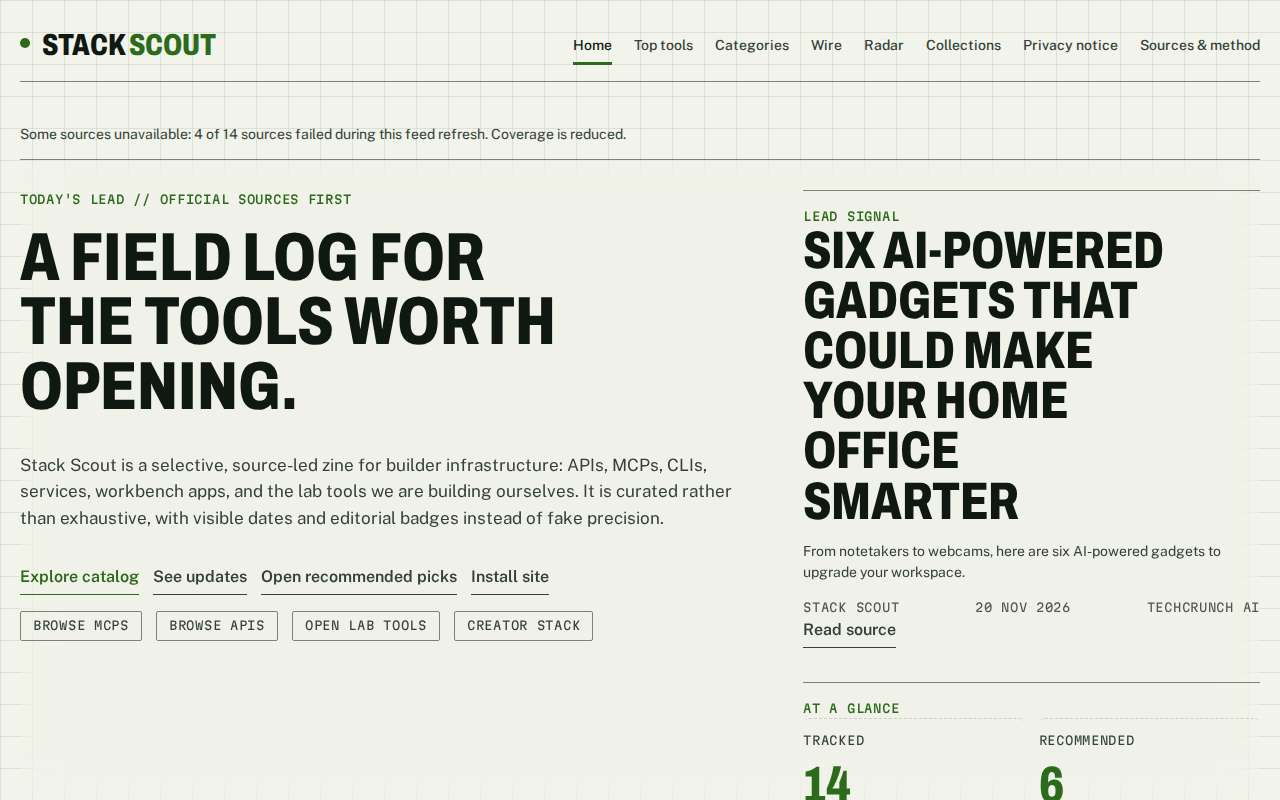 STACK SCOUT
Home Top tools Categories Wire Radar Collections Privacy notice Sources & method
Some sources unavailable: 4 of 14 sources failed during this feed refresh. Coverage is reduced.
TODAY'S LEAD // OFFICIAL SOURCES FIRST
A FIELD LOG FOR
THE TOOLS WORTH
OPENING.
Stack Scout is a selective, source-led zine for builder infrastructure: APIs, MCPs, CLIs,
services, workbench apps, and the lab tools we are building ourselves. It is curated rather
than exhaustive, with visible dates and editorial badges instead of fake precision.
Explore catalog See updates Open recommended picks Install site
BROWSE MCPS BROWSE APIS OPEN LAB TOOLS CREATOR STACK
LEAD SIGNAL
SIX AI-POWERED
GADGETS THAT
COULD MAKE
YOUR HOME
OFFICE
SMARTER
From notetakers to webcams, here are six AI-powered gadgets to
upgrade your workspace.
STACK SCOUT 20 NOV 2026 TECHCRUNCH AI
Read source
AT A GLANCE
TRACKED RECOMMENDED
14 6